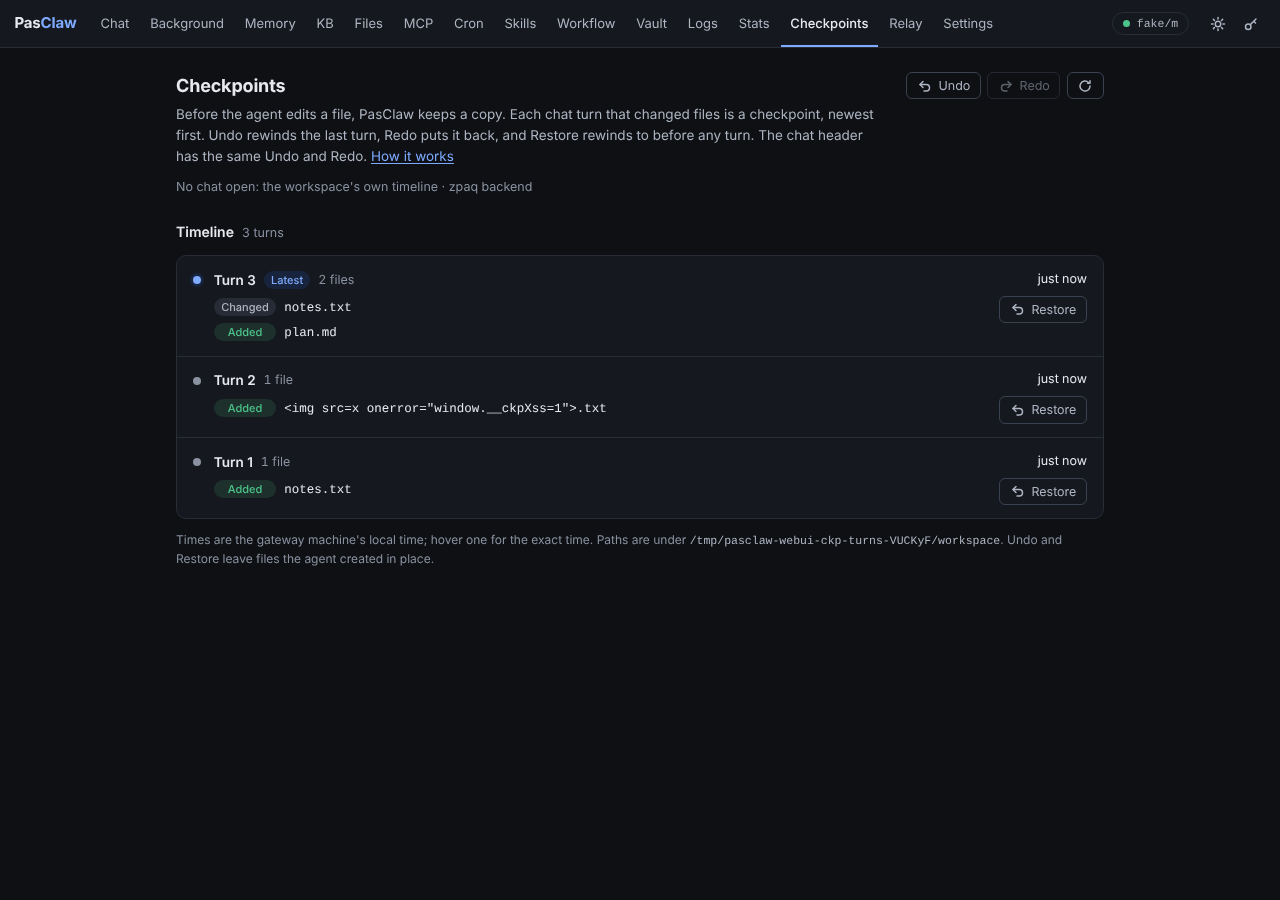 PasClaw Chat Background Memory KB Files MCP Cron Skills Workflow Vault Logs Stats Checkpoints Relay Settings fake/m
Checkpoints
Undo Redo
Before the agent edits a file, PasClaw keeps a copy. Each chat turn that changed files is a checkpoint, newest
first. Undo rewinds the last turn, Redo puts it back, and Restore rewinds to before any turn. The chat header
has the same Undo and Redo. How it works
No chat open: the workspace's own timeline · zpaq backend
Timeline 3 turns
Turn 3 Latest 2 files just now
Changed notes.txt Restore
Added plan.md
Turn 2 1 file just now
Added <img src=x onerror="window.__ckpXss=1">.txt Restore
Turn 1 1 file just now
Added notes.txt Restore
Times are the gateway machine's local time; hover one for the exact time. Paths are under /tmp/pasclaw-webui-ckp-turns-VUCKyF/workspace. Undo and
Restore leave files the agent created in place.